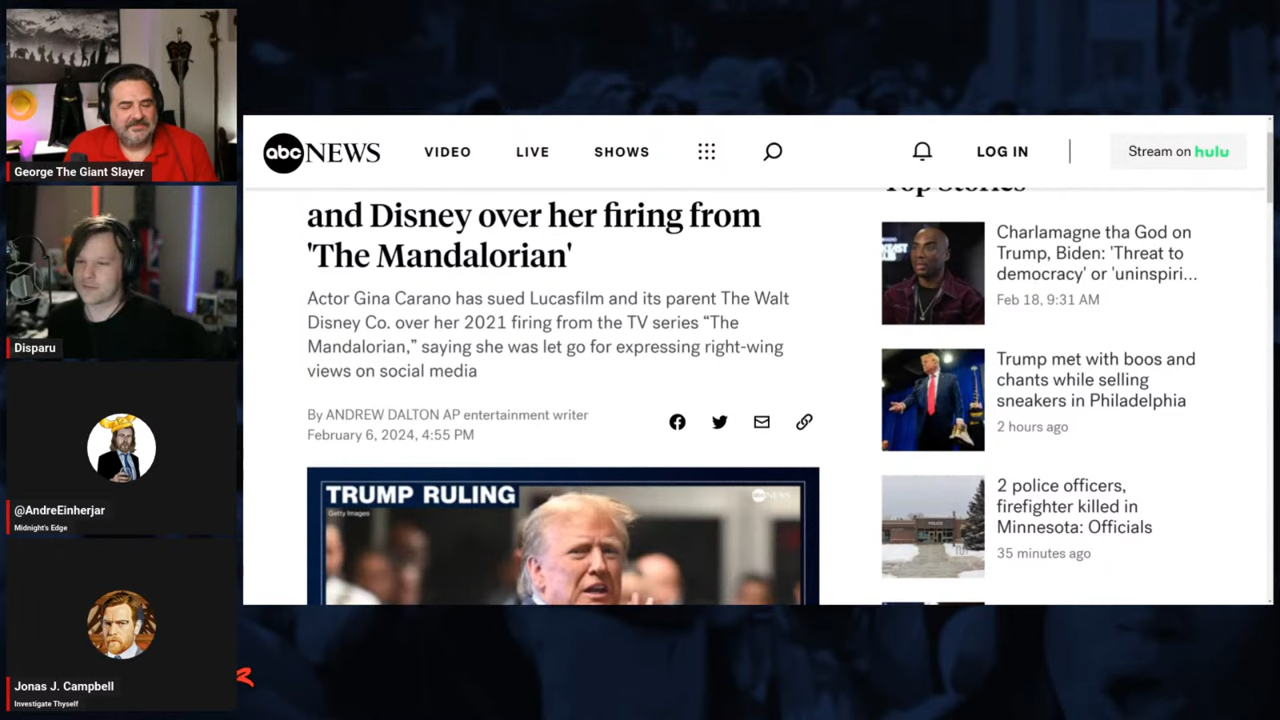 George The Giant Slayer
Disparu
@AndreEinherjar
Midnight's Edge
Jonas J. Campbell
Investigate Thyself
abc NEWS
VIDEO
LIVE
SHOWS
LOG IN
Stream on hulu
and Disney over her firing from
'The Mandalorian'
Actor Gina Carano has sued Lucasfilm and its parent The Walt
Disney Co. over her 2021 firing from the TV series “The
Mandalorian,” saying she was let go for expressing right-wing
views on social media
By ANDREW DALTON AP entertainment writer
February 6, 2024, 4:55 PM
TRUMP RULING
Getty Images
abc NEWS
Top Stories
Charlamagne tha God on
Trump, Biden: 'Threat to
democracy' or 'uninspiri...
Feb 18, 9:31 AM
Trump met with boos and
chants while selling
sneakers in Philadelphia
2 hours ago
2 police officers,
firefighter killed in
Minnesota: Officials
35 minutes ago
POLICE